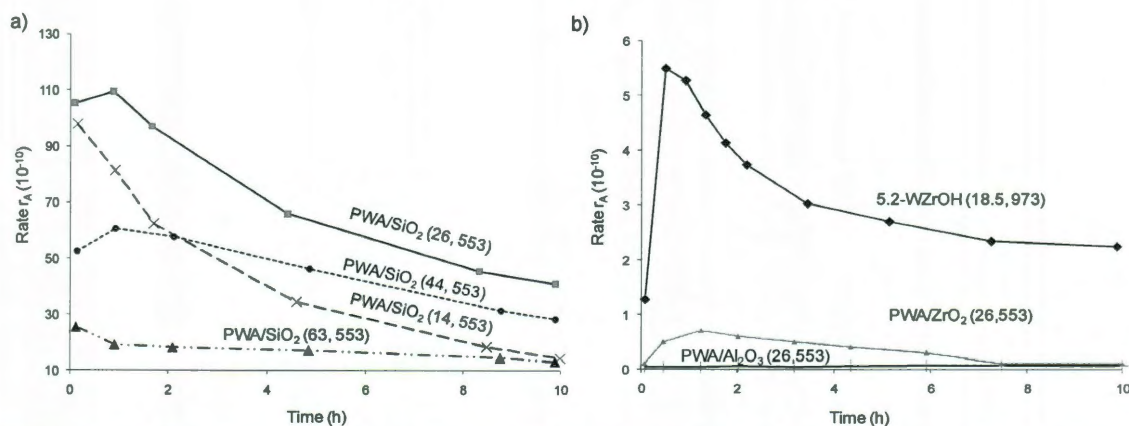 a)
130
110
90
70
50
30
10
Rate r_A (10⁻¹⁰)
PWA/SiO₂ (26, 553)
PWA/SiO₂ (44, 553)
PWA/SiO₂ (14, 553)
PWA/SiO₂ (63, 553)
0 2 4 6 8 10
Time (h)
b)
6
5
4
3
2
1
0
Rate r_A (10⁻¹⁰)
5.2-WZrOH (18.5, 973)
PWA/ZrO₂ (26,553)
PWA/Al₂O₃ (26,553)
0 2 4 6 8 10
Time (h)